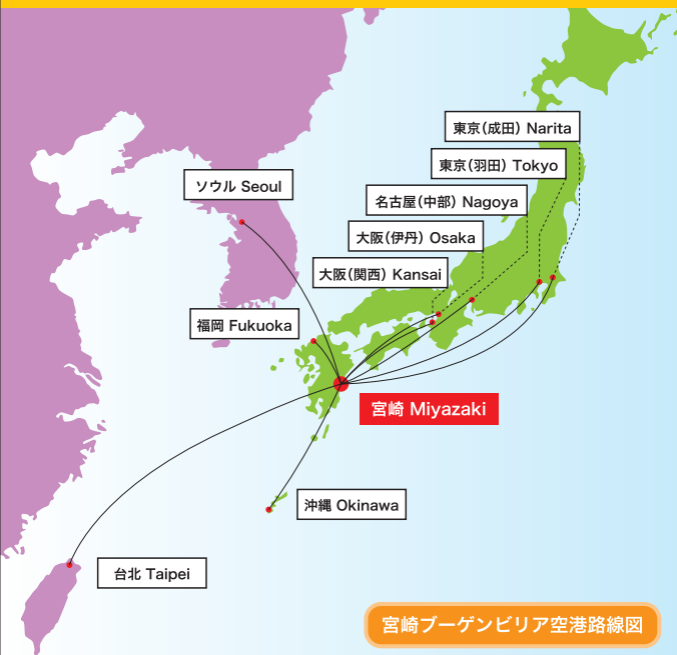 東京(成田) Narita
東京(羽田) Tokyo
ソウル Seoul
名古屋(中部) Nagoya
大阪(伊丹) Osaka
大阪(関西) Kansai
福岡 Fukuoka
宮崎 Miyazaki
沖縄 Okinawa
台北 Taipei
宮崎ブーゲンビリア空港路線図